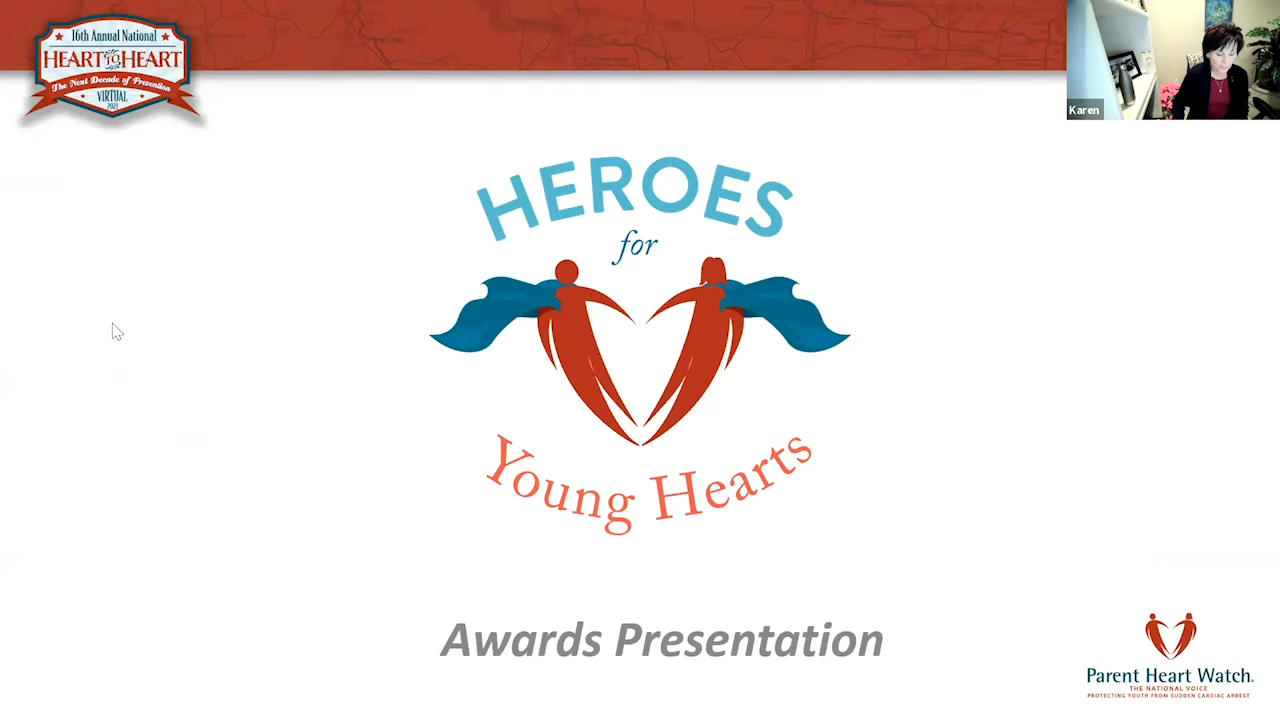 16th Annual National
HEART TO HEART
The Next Decade of Prevention
VIRTUAL
2021
Karen
HEROES
for
Young Hearts
Awards Presentation
Parent Heart Watch®
THE NATIONAL VOICE
PROTECTING YOUTH FROM SUDDEN CARDIAC ARREST